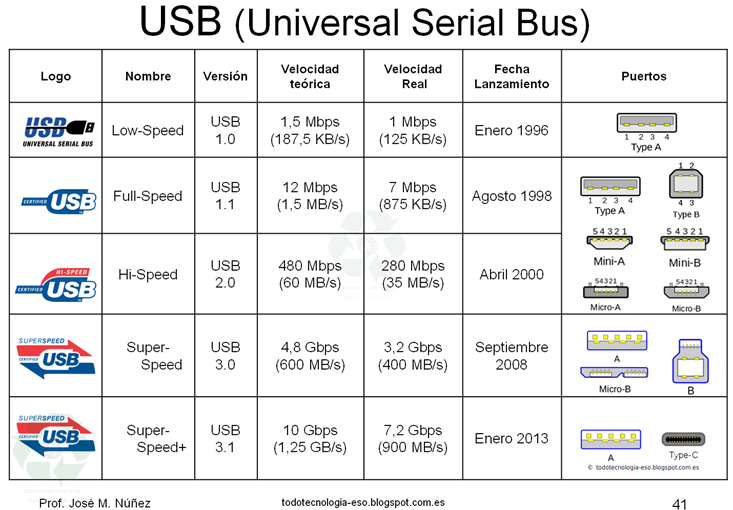 USB (Universal Serial Bus)
Logo
Nombre
Versión
Velocidad
teórica
Velocidad
Real
Fecha
Lanzamiento
Puertos
USB
UNIVERSAL SERIAL BUS
Low-Speed
USB
1.0
1,5 Mbps
(187,5 KB/s)
1 Mbps
(125 KB/s)
Enero 1996
1 2 3 4
Type A
CERTIFIED USB
Full-Speed
USB
1.1
12 Mbps
(1,5 MB/s)
7 Mbps
(875 KB/s)
Agosto 1998
1 2 3 4
Type A
1 2
4 3
Type B
5 4 3 2 1
Mini-A
5 4 3 2 1
Mini-B
HI-SPEED
CERTIFIED USB
Hi-Speed
USB
2.0
480 Mbps
(60 MB/s)
280 Mbps
(35 MB/s)
Abril 2000
54321
Micro-A
54321
Micro-B
SUPERSPEED
CERTIFIED USB
Super-
Speed
USB
3.0
4,8 Gbps
(600 MB/s)
3,2 Gbps
(400 MB/s)
Septiembre
2008
A
Micro-B
B
SUPERSPEED
CERTIFIED USB
Super-
Speed+
USB
3.1
10 Gbps
(1,25 GB/s)
7,2 Gbps
(900 MB/s)
Enero 2013
A
Type-C
© todotecnologia-eso.blogspot.com.es
Prof. José M. Núñez
todotecnologia-eso.blogspot.com.es
41